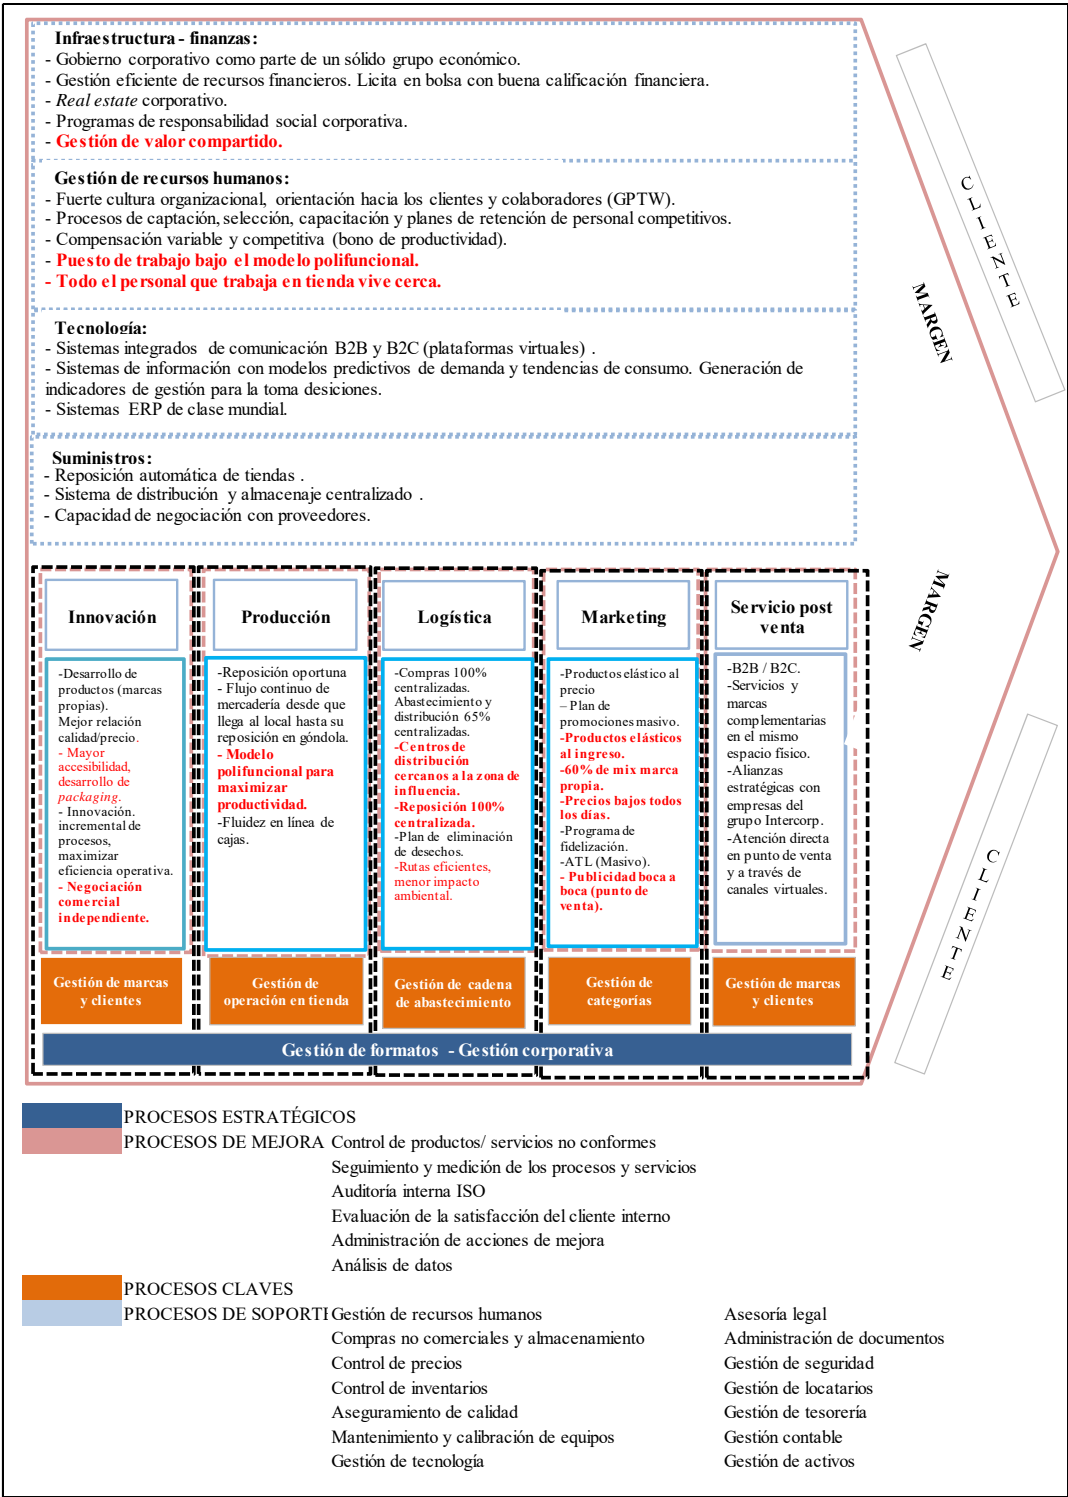 Infraestructura - finanzas:
- Gobierno corporativo como parte de un sólido grupo económico.
- Gestión eficiente de recursos financieros. Licita en bolsa con buena calificación financiera.
- Real estate corporativo.
- Programas de responsabilidad social corporativa.
- Gestión de valor compartido.
Gestión de recursos humanos:
- Fuerte cultura organizacional, orientación hacia los clientes y colaboradores (GPTW).
- Procesos de captación, selección, capacitación y planes de retención de personal competitivos.
- Compensación variable y competitiva (bono de productividad).
- Puesto de trabajo bajo el modelo polifuncional.
- Todo el personal que trabaja en tienda vive cerca.
Tecnología:
- Sistemas integrados de comunicación B2B y B2C (plataformas virtuales) .
- Sistemas de información con modelos predictivos de demanda y tendencias de consumo. Generación de
indicadores de gestión para la toma desiciones.
- Sistemas ERP de clase mundial.
Suministros:
- Reposición automática de tiendas .
- Sistema de distribución y almacenaje centralizado .
- Capacidad de negociación con proveedores.
CLIENTE
MARGEN
MARGEN
CLIENTE
Innovación
-Desarrollo de
productos (marcas
propias).
Mejor relación
calidad/precio.
- Mayor
accesibilidad,
desarrollo de
packaging.
- Innovación.
incremental de
procesos,
maximizar
eficiencia operativa.
- Negociación
comercial
independiente.
Gestión de marcas
y clientes
Producción
-Reposición oportuna
- Flujo continuo de
mercadería desde que
llega al local hasta su
reposición en góndola.
- Modelo
polifuncional para
maximizar
productividad.
-Fluidez en línea de
cajas.
Gestión de
operación en tienda
Logística
-Compras 100%
centralizadas.
Abastecimiento y
distribución 65%
centralizadas.
-Centros de
distribución
cercanos a la zona de
influencia.
-Reposición 100%
centralizada.
-Plan de eliminación
de desechos.
-Rutas eficientes,
menor impacto
ambiental.
Gestión de cadena
de abastecimiento
Marketing
-Productos elástico al
precio
– Plan de
promociones masivo.
-Productos elásticos
al ingreso.
-60% de mix marca
propia.
-Precios bajos todos
los días.
-Programa de
fidelización.
-ATL (Masivo).
- Publicidad boca a
boca (punto de
venta).
Gestión de
categorías
Servicio post
venta
-B2B / B2C.
-Servicios y
marcas
complementarias
en el mismo
espacio físico.
-Alianzas
estratégicas con
empresas del
grupo Intercorp.
-Atención directa
en punto de venta
y a través de
canales virtuales.
Gestión de marcas
y clientes
Gestión de formatos - Gestión corporativa
PROCESOS ESTRATÉGICOS
PROCESOS DE MEJORA
Control de productos/ servicios no conformes
Seguimiento y medición de los procesos y servicios
Auditoría interna ISO
Evaluación de la satisfacción del cliente interno
Administración de acciones de mejora
Análisis de datos
PROCESOS CLAVES
PROCESOS DE SOPORTE
Gestión de recursos humanos
Compras no comerciales y almacenamiento
Control de precios
Control de inventarios
Aseguramiento de calidad
Mantenimiento y calibración de equipos
Gestión de tecnología
Asesoría legal
Administración de documentos
Gestión de seguridad
Gestión de locatarios
Gestión de tesorería
Gestión contable
Gestión de activos